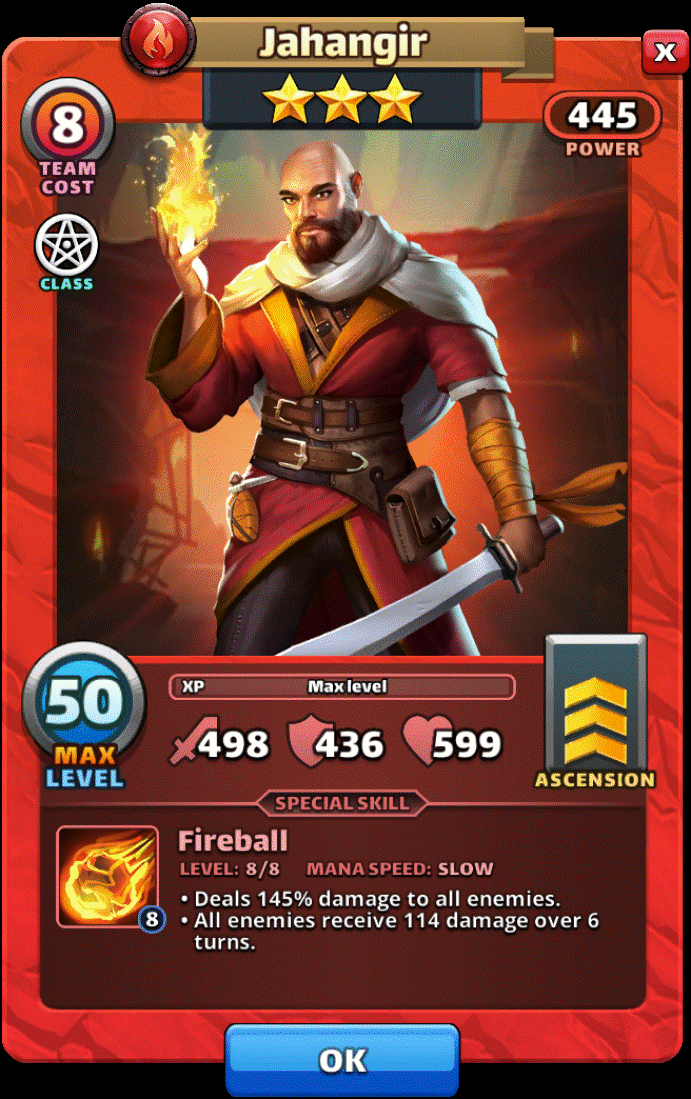 Jahangir
X
8
TEAM
COST
445
POWER
CLASS
50
MAX
LEVEL
XP Max level
498 436 599
ASCENSION
SPECIAL SKILL
Fireball
LEVEL: 8/8 MANA SPEED: SLOW
8
• Deals 145% damage to all enemies.
• All enemies receive 114 damage over 6
turns.
OK